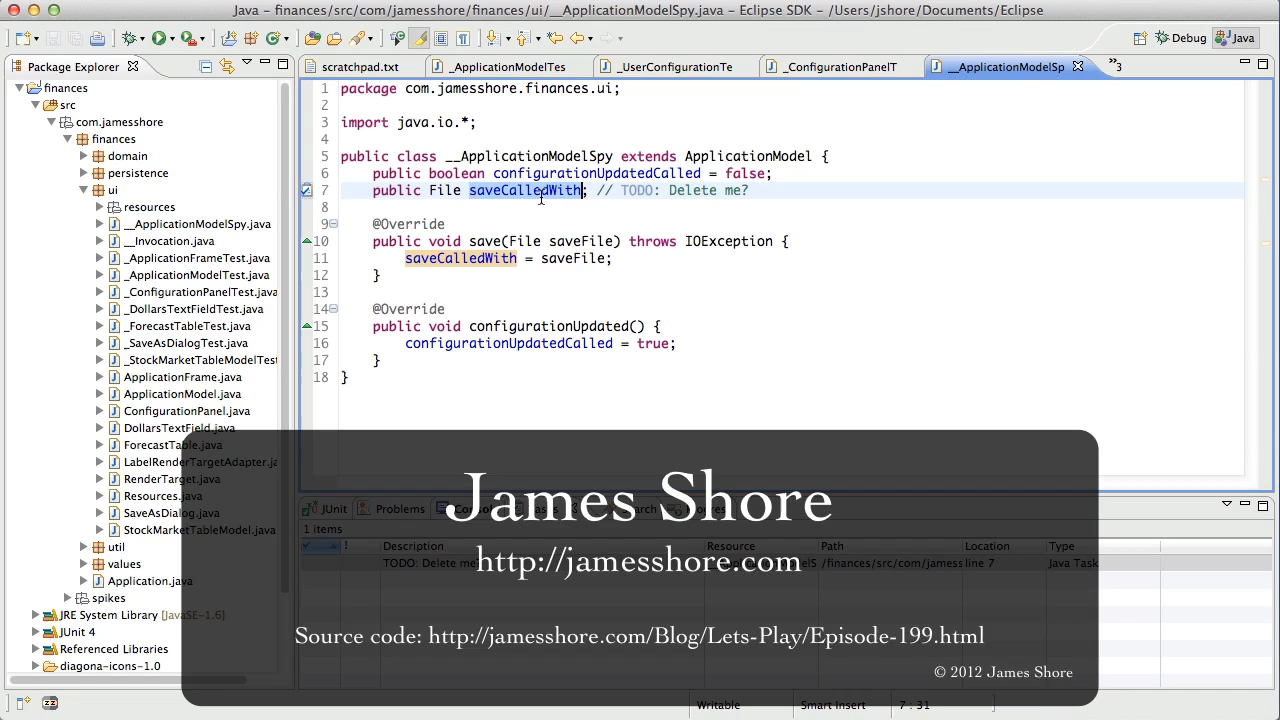 Java – finances/src/com/jamesshore/finances/ui/__ApplicationModelSpy.java – Eclipse SDK – /Users/jshore/Documents/Eclipse
Debug
Java
Package Explorer
scratchpad.txt
_ApplicationModelTes
_UserConfigurationTe
_ConfigurationPanelT
__ApplicationModelSp
»3
finances
src
com.jamesshore
finances
domain
persistence
ui
resources
__ApplicationModelSpy.java
__Invocation.java
_ApplicationFrameTest.java
_ApplicationModelTest.java
_ConfigurationPanelTest.java
_DollarsTextFieldTest.java
_ForecastTableTest.java
_SaveAsDialogTest.java
_StockMarketTableModelTest
ApplicationFrame.java
ApplicationModel.java
ConfigurationPanel.java
DollarsTextField.java
ForecastTable.java
LabelRenderTargetAdapter.ja
RenderTarget.java
Resources.java
SaveAsDialog.java
StockMarketTableModel.java
util
values
Application.java
spikes
JRE System Library [JavaSE-1.6]
JUnit 4
Referenced Libraries
diagona-icons-1.0
1 package com.jamesshore.finances.ui;
2
3 import java.io.*;
4
5 public class __ApplicationModelSpy extends ApplicationModel {
6 public boolean configurationUpdatedCalled = false;
7 public File saveCalledWith; // TODO: Delete me?
8
9 @Override
10 public void save(File saveFile) throws IOException {
11 saveCalledWith = saveFile;
12 }
13
14 @Override
15 public void configurationUpdated() {
16 configurationUpdatedCalled = true;
17 }
18 }
JUnit
Problems
1 items
! Description Resource Path Location Type
TODO: Delete me /finances/src/com/jamess line 7 Java Task
James Shore
http://jamesshore.com
Source code: http://jamesshore.com/Blog/Lets-Play/Episode-199.html
© 2012 James Shore
Writable
Smart Insert
7 : 31